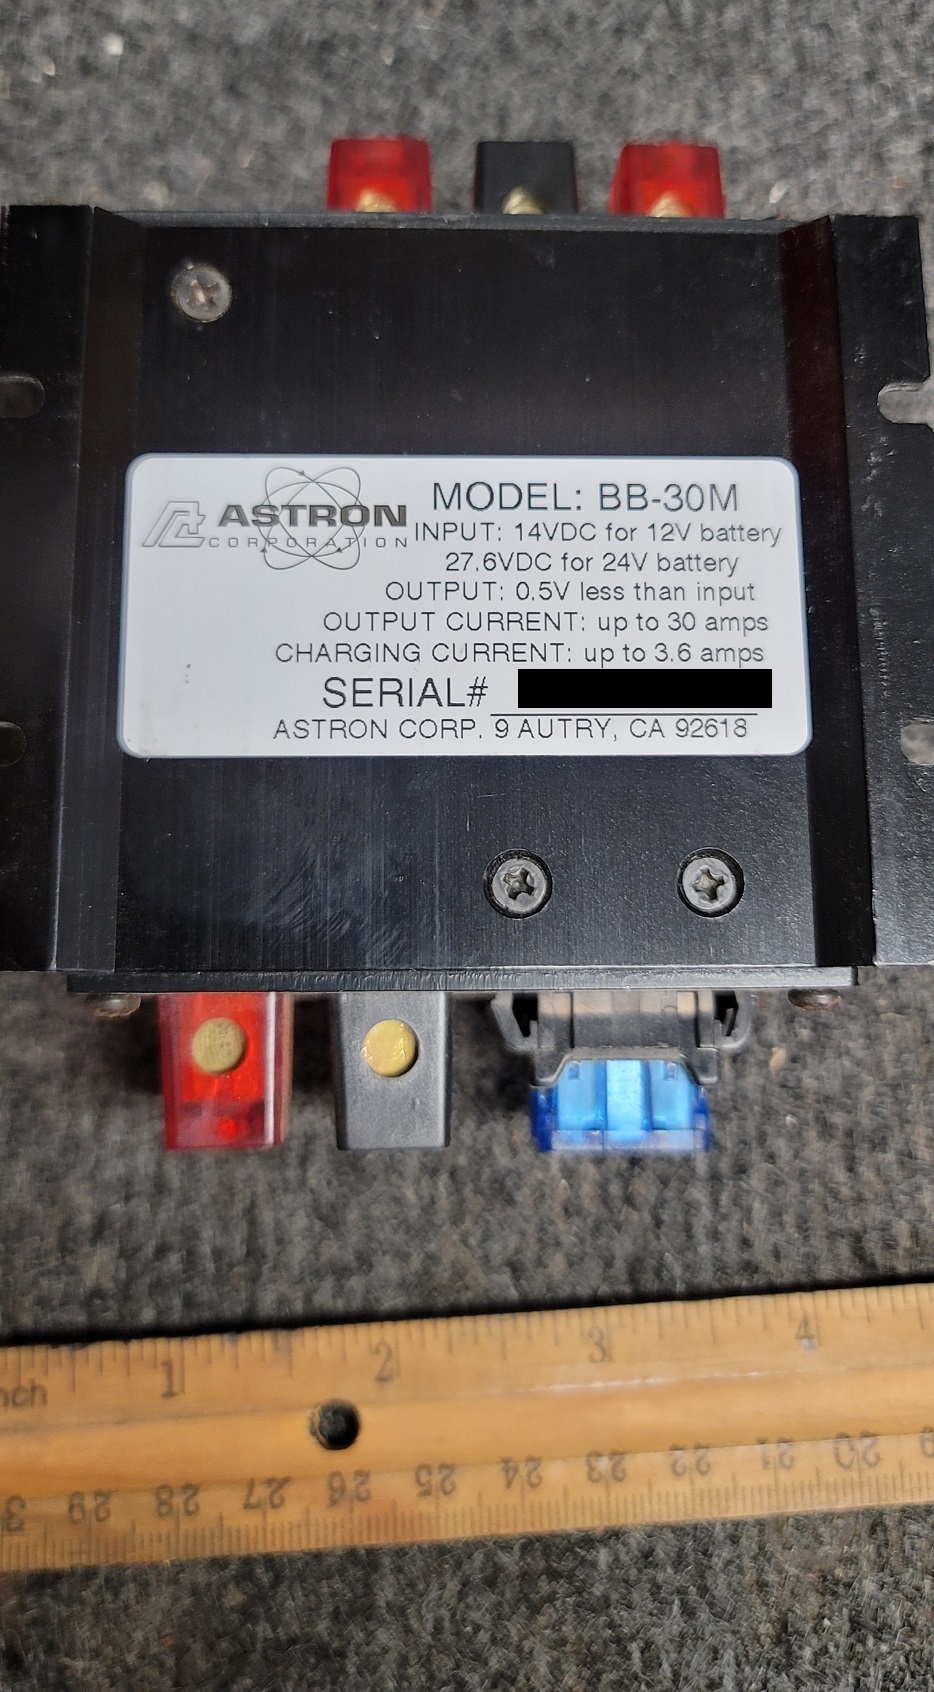 ASTRON
CORPORATION
MODEL: BB-30M
INPUT: 14VDC for 12V battery
27.6VDC for 24V battery
OUTPUT: 0.5V less than input
OUTPUT CURRENT: up to 30 amps
CHARGING CURRENT: up to 3.6 amps
SERIAL#
ASTRON CORP. 9 AUTRY, CA 92618
1 2 3 4
nch
29 28 27 26 25 24 23 22 21 20